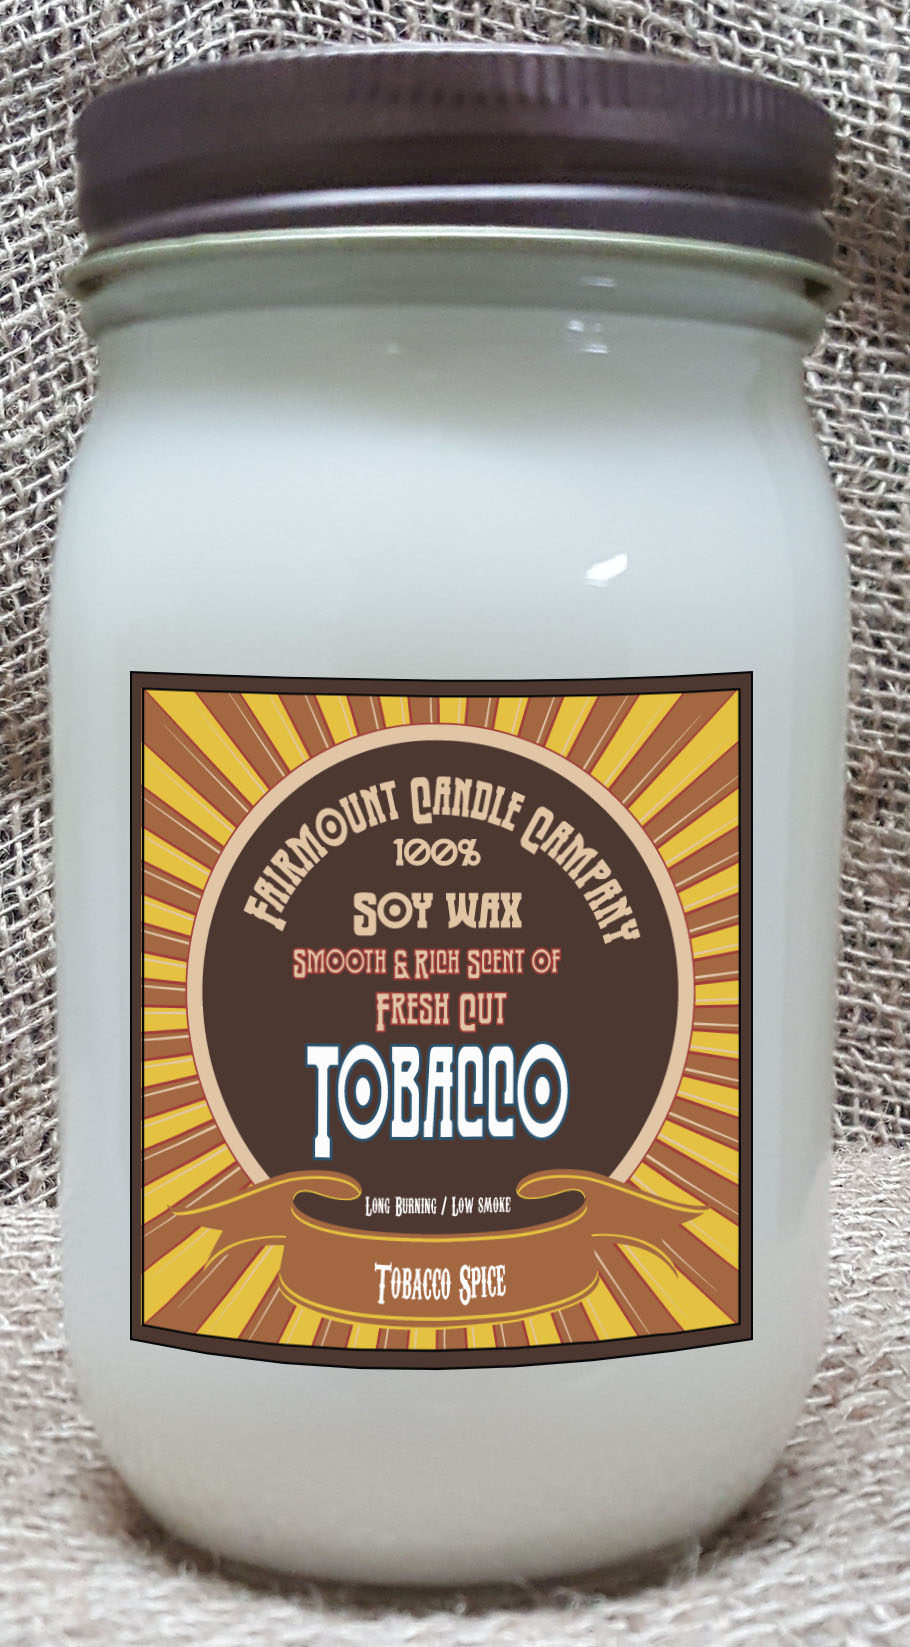 Fairmount Candle Campany
100%
Soy wax
Smooth & Rich Scent of
Fresh Cut
Tobacco
Long Burning / Low smoke
Tobacco Spice